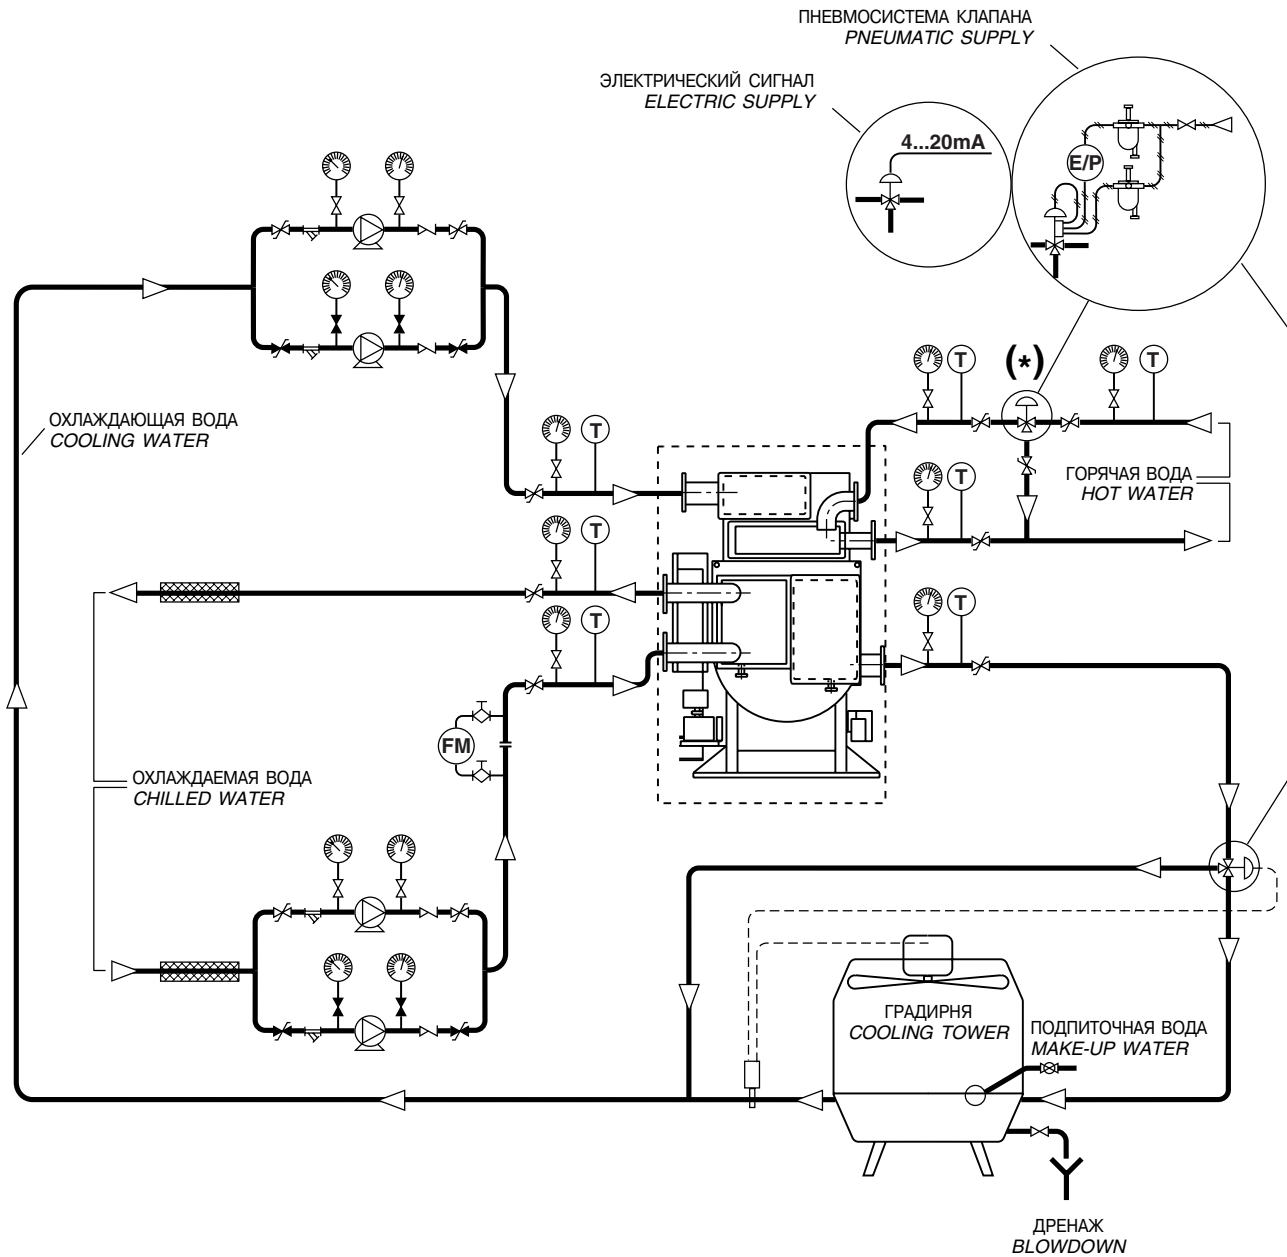 ПНЕВМОСИСТЕМА КЛАПАНА
PNEUMATIC SUPPLY
ЭЛЕКТРИЧЕСКИЙ СИГНАЛ
ELECTRIC SUPPLY
4...20mA
E/P
(*)
T
T
ОХЛАЖДАЮЩАЯ ВОДА
COOLING WATER
T
T
ГОРЯЧАЯ ВОДА
HOT WATER
T
T
T
FM
ОХЛАЖДАЕМАЯ ВОДА
CHILLED WATER
ГРАДИРНЯ
COOLING TOWER
ПОДПИТОЧНАЯ ВОДА
MAKE-UP WATER
ДРЕНАЖ
BLOWDOWN